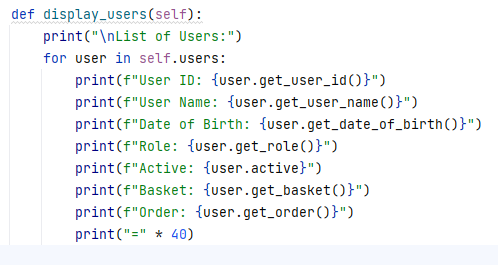 def display_users(self):
    print("\nList of Users:")
    for user in self.users:
        print(f"User ID: {user.get_user_id()}")
        print(f"User Name: {user.get_user_name()}")
        print(f"Date of Birth: {user.get_date_of_birth()}")
        print(f"Role: {user.get_role()}")
        print(f"Active: {user.active}")
        print(f"Basket: {user.get_basket()}")
        print(f"Order: {user.get_order()}")
        print("=" * 40)